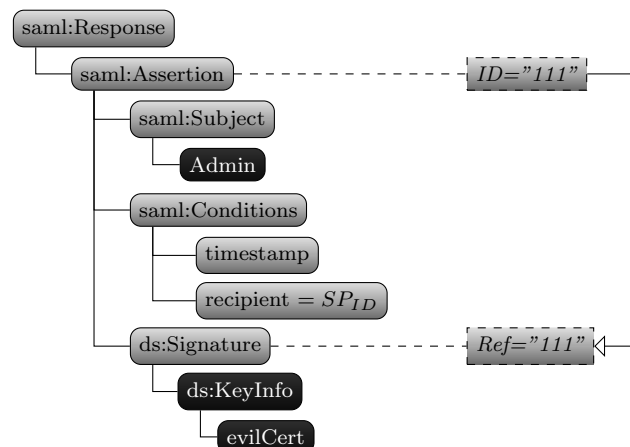 saml:Response
saml:Assertion ID="111"
saml:Subject
Admin
saml:Conditions
timestamp
recipient = SP_ID
ds:Signature Ref="111"
ds:KeyInfo
evilCert